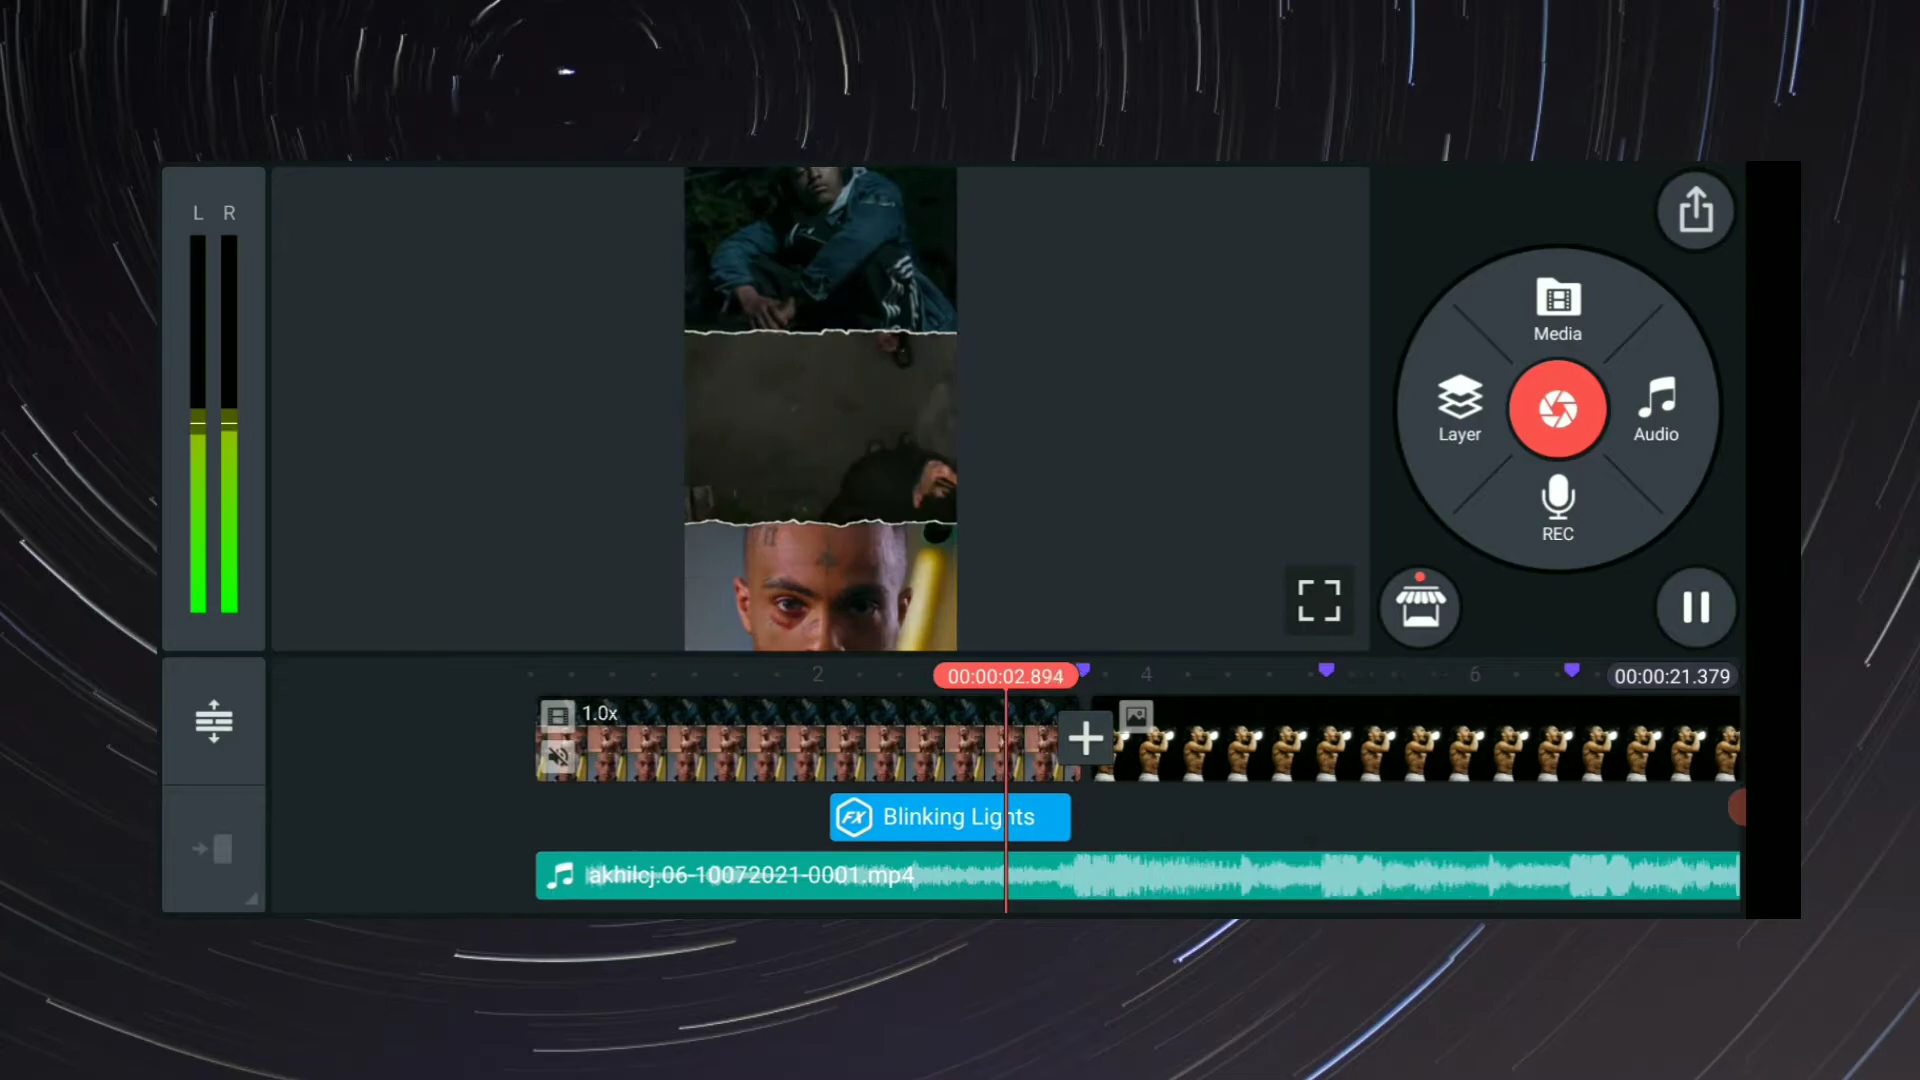 L R
Media
Layer
Audio
REC
2
00:00:02.894
4
6
00:00:21.379
1.0x
FX Blinking Lights
akhilcj.06-10072021-0001.mp4